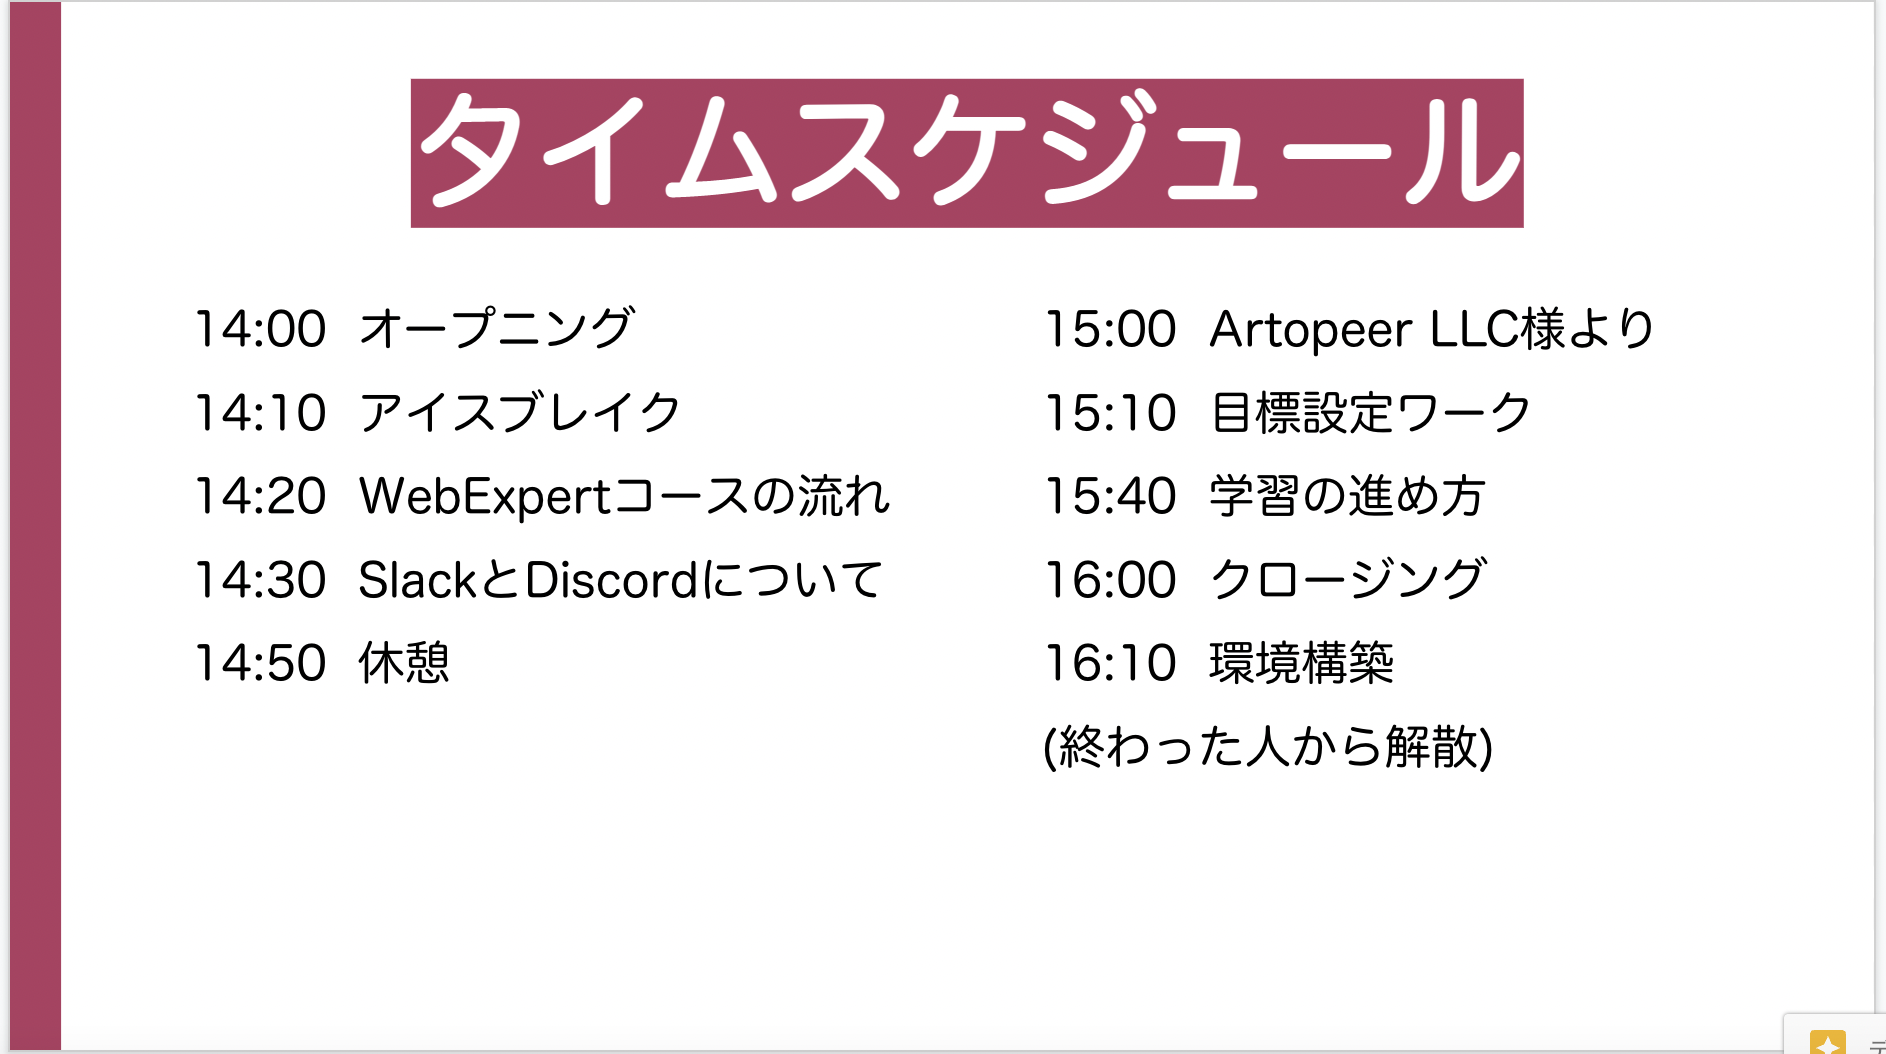 タイムスケジュール
14:00 オープニング
14:10 アイスブレイク
14:20 WebExpertコースの流れ
14:30 SlackとDiscordについて
14:50 休憩
15:00 Artopeer LLC様より
15:10 目標設定ワーク
15:40 学習の進め方
16:00 クロージング
16:10 環境構築
(終わった人から解散)